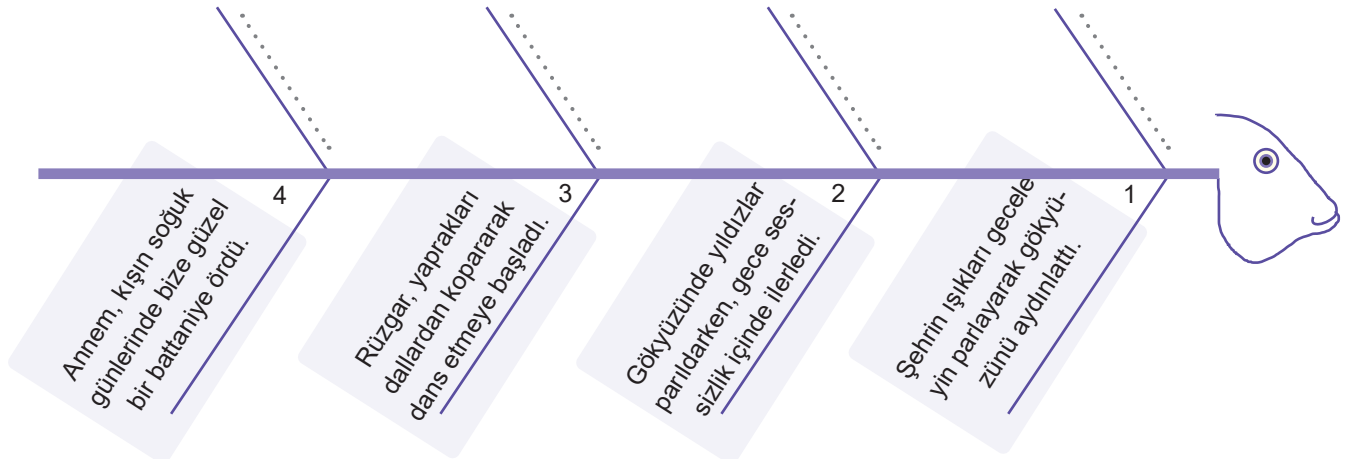 4
Annem, kışın soğuk
günlerinde bize güzel
bir battaniye ördü.
3
Rüzgar, yaprakları
dallardan kopararak
dans etmeye başladı.
2
Gökyüzünde yıldızlar
parıldarken, gece ses-
sizlik içinde ilerledi.
1
Şehrin ışıkları gecele
yin parlayarak gökyü-
zünü aydınlattı.